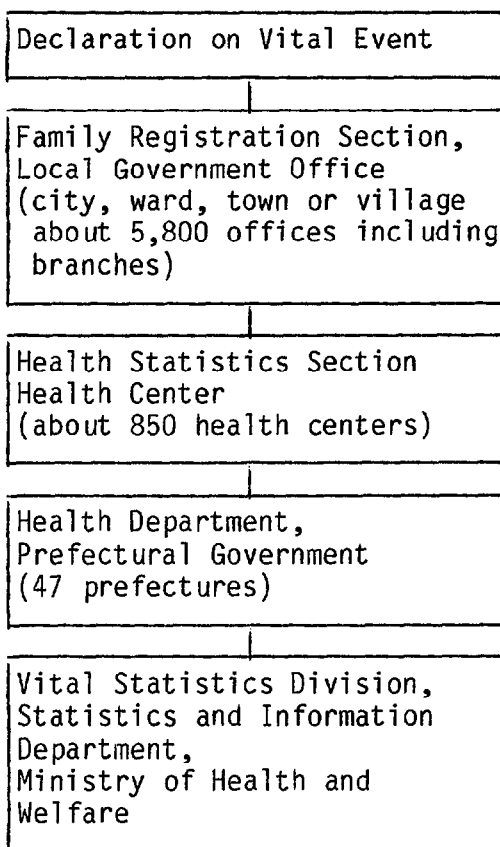 Declaration on Vital Event
Family Registration Section,
Local Government Office
(city, ward, town or village
about 5,800 offices including
branches)
Health Statistics Section
Health Center
(about 850 health centers)
Health Department,
Prefectural Government
(47 prefectures)
Vital Statistics Division,
Statistics and Information
Department,
Ministry of Health and
Welfare